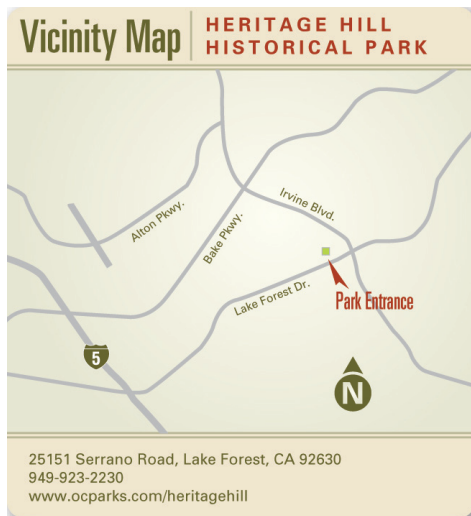 Vicinity Map
HERITAGE HILL
HISTORICAL PARK
Irvine Blvd.
Alton Pkwy.
Bake Pkwy.
Lake Forest Dr.
Park Entrance
5
N
25151 Serrano Road, Lake Forest, CA 92630
949-923-2230
www.ocparks.com/heritagehill